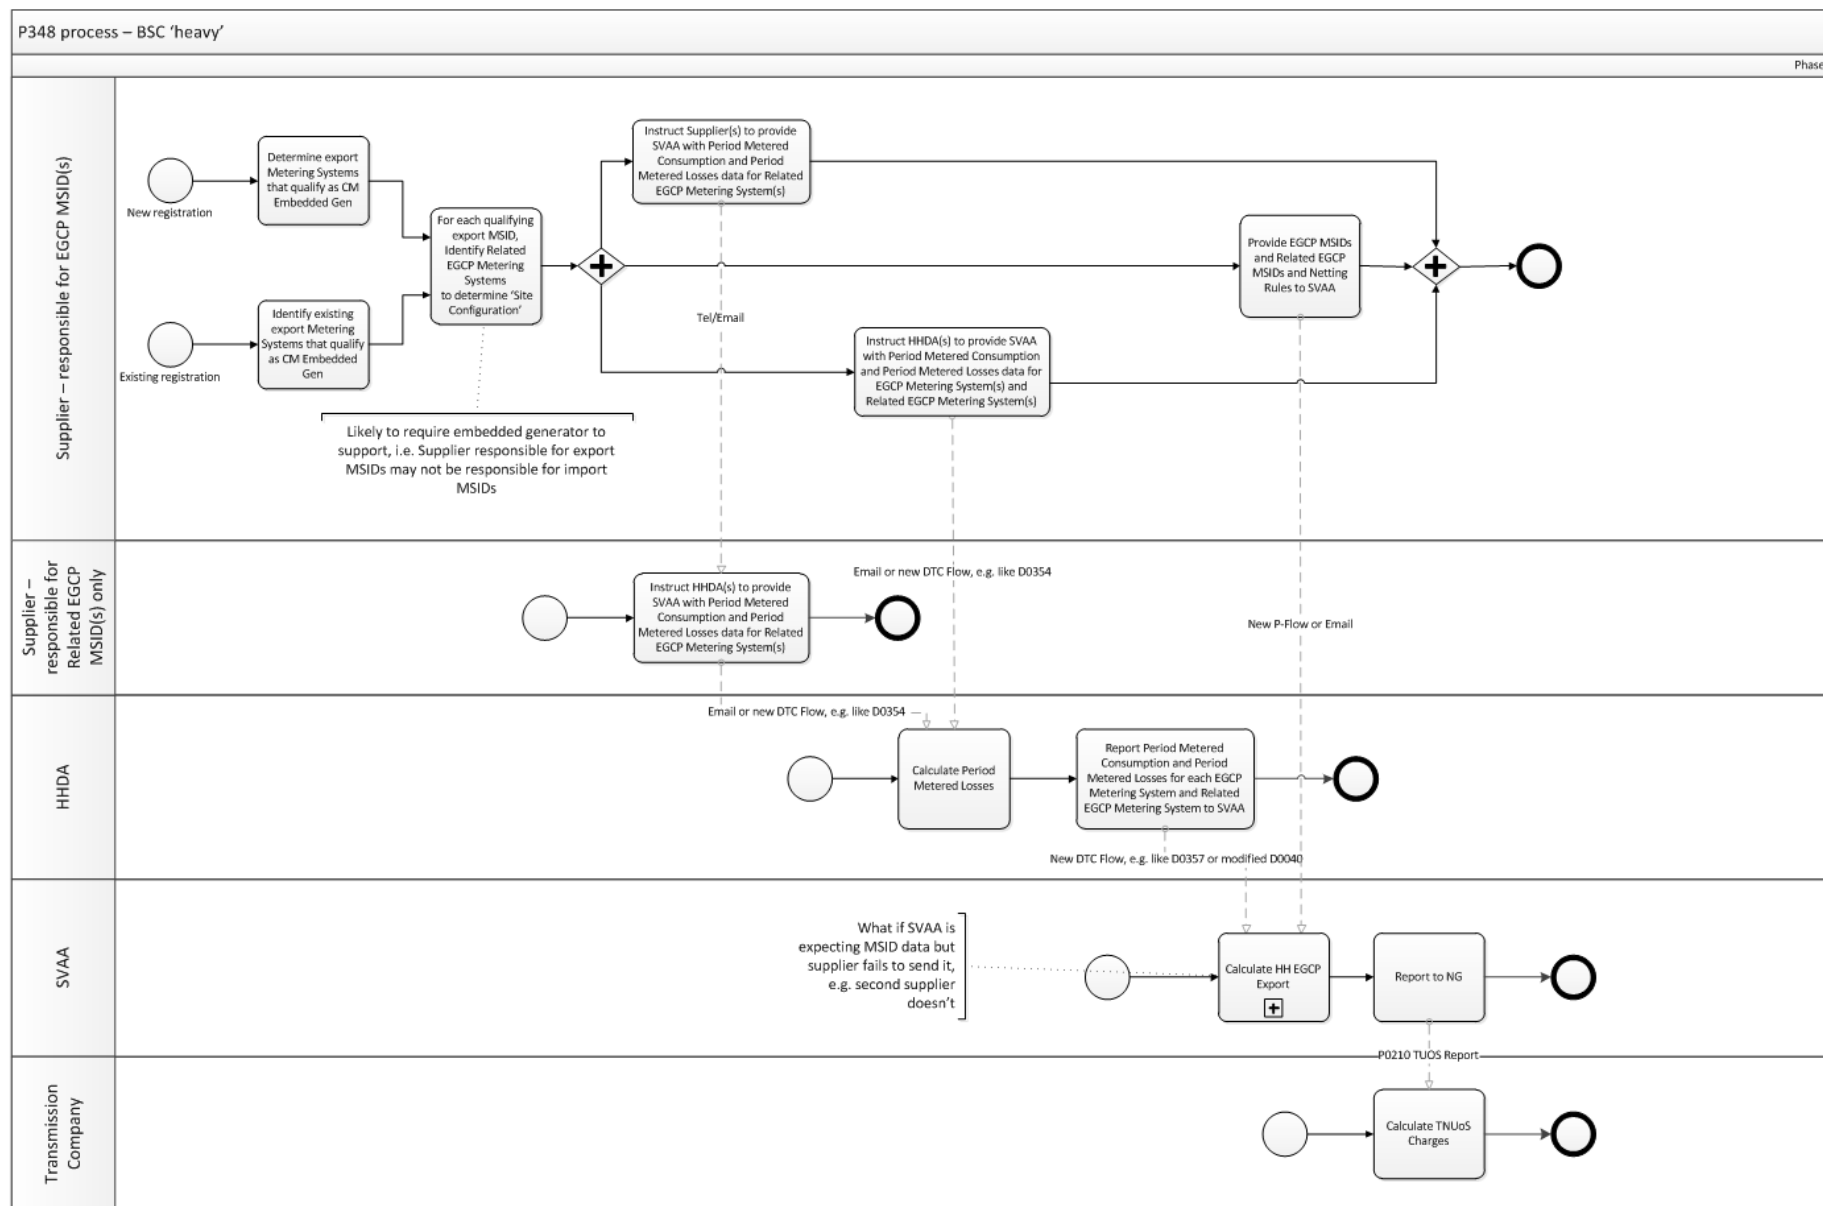 P348 process – BSC ‘heavy’
Phase
Supplier – responsible for EGCP MSID(s)
New registration
Determine export
Metering Systems
that qualify as CM
Embedded Gen
Existing registration
Identify existing
export Metering
Systems that qualify
as CM Embedded
Gen
For each qualifying
export MSID,
Identify Related
EGCP Metering
Systems
to determine ‘Site
Configuration’
Likely to require embedded generator to
support, i.e. Supplier responsible for export
MSIDs may not be responsible for import
MSIDs
Instruct Supplier(s) to provide
SVAA with Period Metered
Consumption and Period
Metered Losses data for Related
EGCP Metering System(s)
Tel/Email
Instruct HHDA(s) to provide SVAA
with Period Metered Consumption
and Period Metered Losses data for
EGCP Metering System(s) and
Related EGCP Metering System(s)
Provide EGCP MSIDs
and Related EGCP
MSIDs and Netting
Rules to SVAA
Supplier –
responsible for
Related EGCP
MSID(s) only
Instruct HHDA(s) to provide
SVAA with Period Metered
Consumption and Period
Metered Losses data for Related
EGCP Metering System(s)
Email or new DTC Flow, e.g. like D0354
New P-Flow or Email
HHDA
Email or new DTC Flow, e.g. like D0354
Calculate Period
Metered Losses
Report Period Metered
Consumption and Period
Metered Losses for each EGCP
Metering System and Related
EGCP Metering System to SVAA
New DTC Flow, e.g. like D0357 or modified D0040
SVAA
What if SVAA is
expecting MSID data but
supplier fails to send it,
e.g. second supplier
doesn’t
Calculate HH EGCP
Export
Report to NG
P0210 TUOS Report
Transmission
Company
Calculate TNUoS
Charges